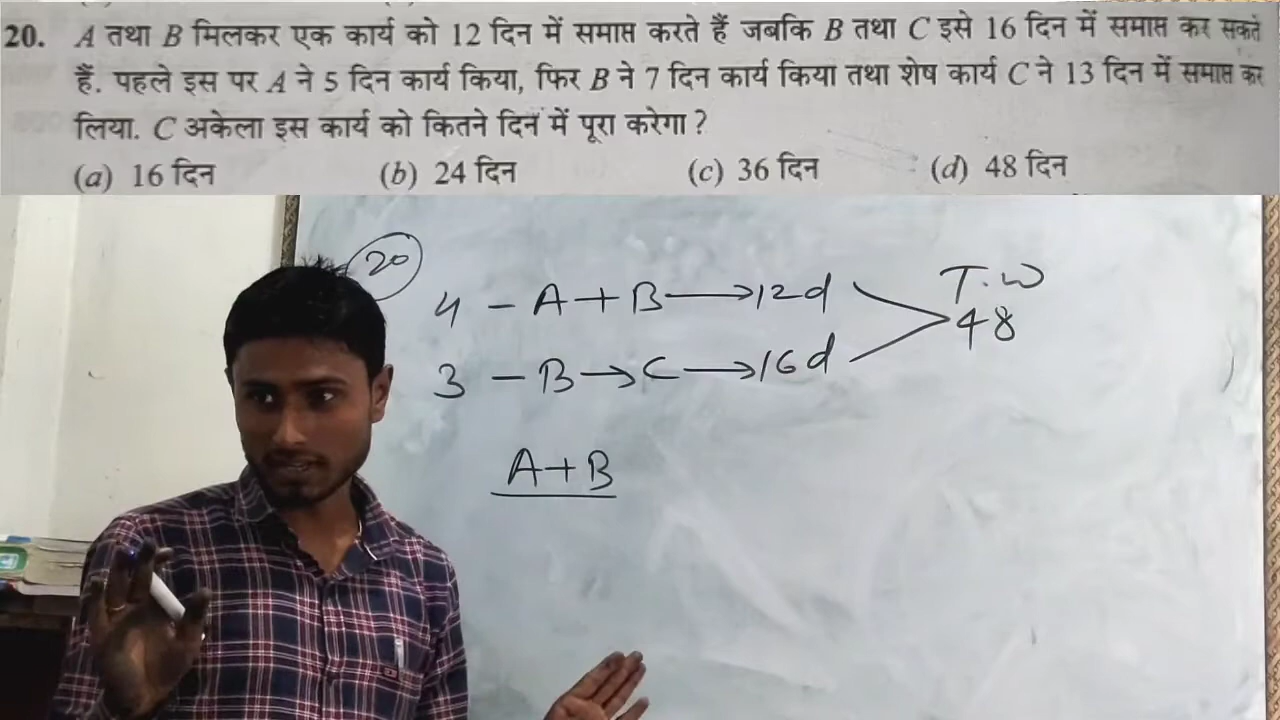 20. A तथा B मिलकर एक कार्य को 12 दिन में समाप्त करते हैं जबकि B तथा C इसे 16 दिन में समाप्त कर सकते
हैं. पहले इस पर A ने 5 दिन कार्य किया, फिर B ने 7 दिन कार्य किया तथा शेष कार्य C ने 13 दिन में समाप्त कर
लिया. C अकेला इस कार्य को कितने दिन में पूरा करेगा ?
(a) 16 दिन (b) 24 दिन (c) 36 दिन (d) 48 दिन
20
4 - A + B → 12d
T.W
48
3 - B → C → 16d
A+B